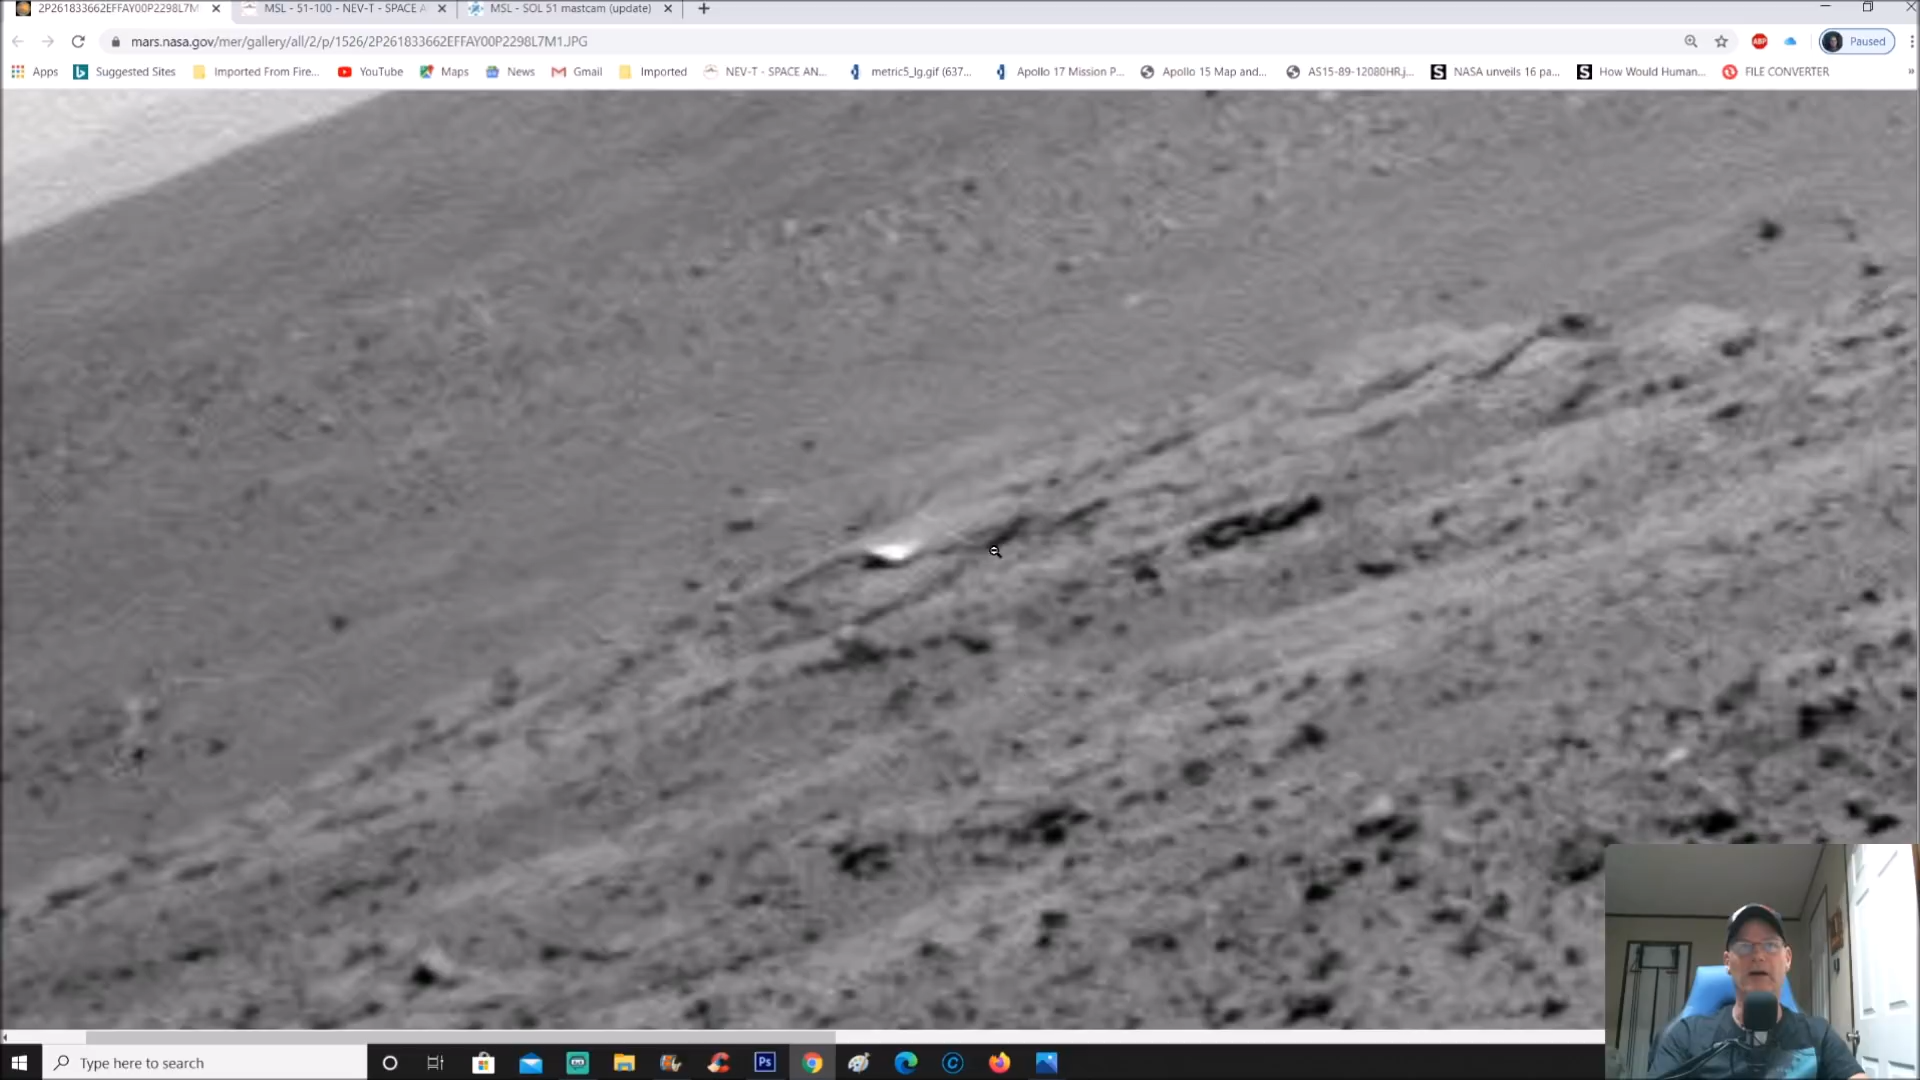 2P261833662EFFAY00P2298L7M
MSL - 51-100 - NEV-T - SPACE A
MSL - SOL 51 mastcam (update)
mars.nasa.gov/mer/gallery/all/2/p/1526/2P261833662EFFAY00P2298L7M1.JPG
ABP
Paused
Apps
Suggested Sites
Imported From Fire...
YouTube
Maps
News
Gmail
Imported
NEV-T - SPACE AN...
metric5_lg.gif (637...
Apollo 17 Mission P...
Apollo 15 Map and...
AS15-89-12080HR.j...
NASA unveils 16 pa...
How Would Human...
FILE CONVERTER
Type here to search
Ps